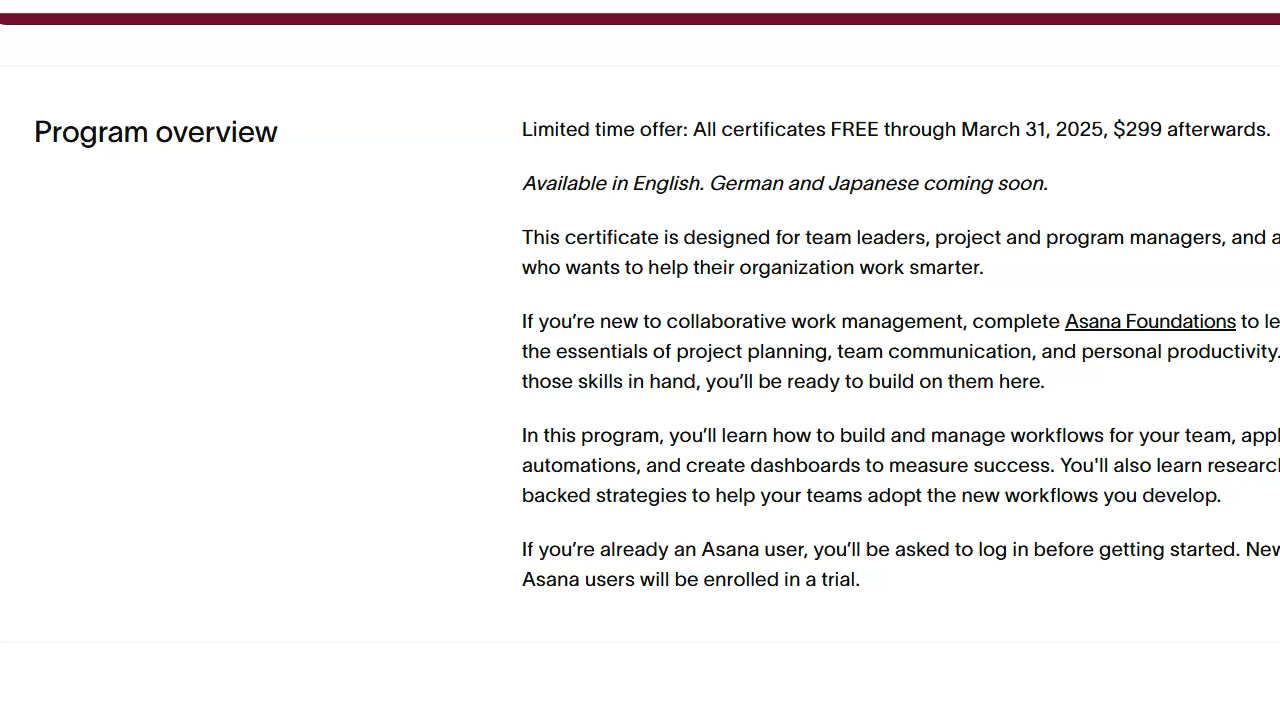 Program overview
Limited time offer: All certificates FREE through March 31, 2025, $299 afterwards.
Available in English. German and Japanese coming soon.
This certificate is designed for team leaders, project and program managers, and
who wants to help their organization work smarter.
If you’re new to collaborative work management, complete Asana Foundations to
the essentials of project planning, team communication, and personal productivity.
those skills in hand, you’ll be ready to build on them here.
In this program, you’ll learn how to build and manage workflows for your team,
automations, and create dashboards to measure success. You'll also learn
backed strategies to help your teams adopt the new workflows you develop.
If you’re already an Asana user, you’ll be asked to log in before getting started.
Asana users will be enrolled in a trial.